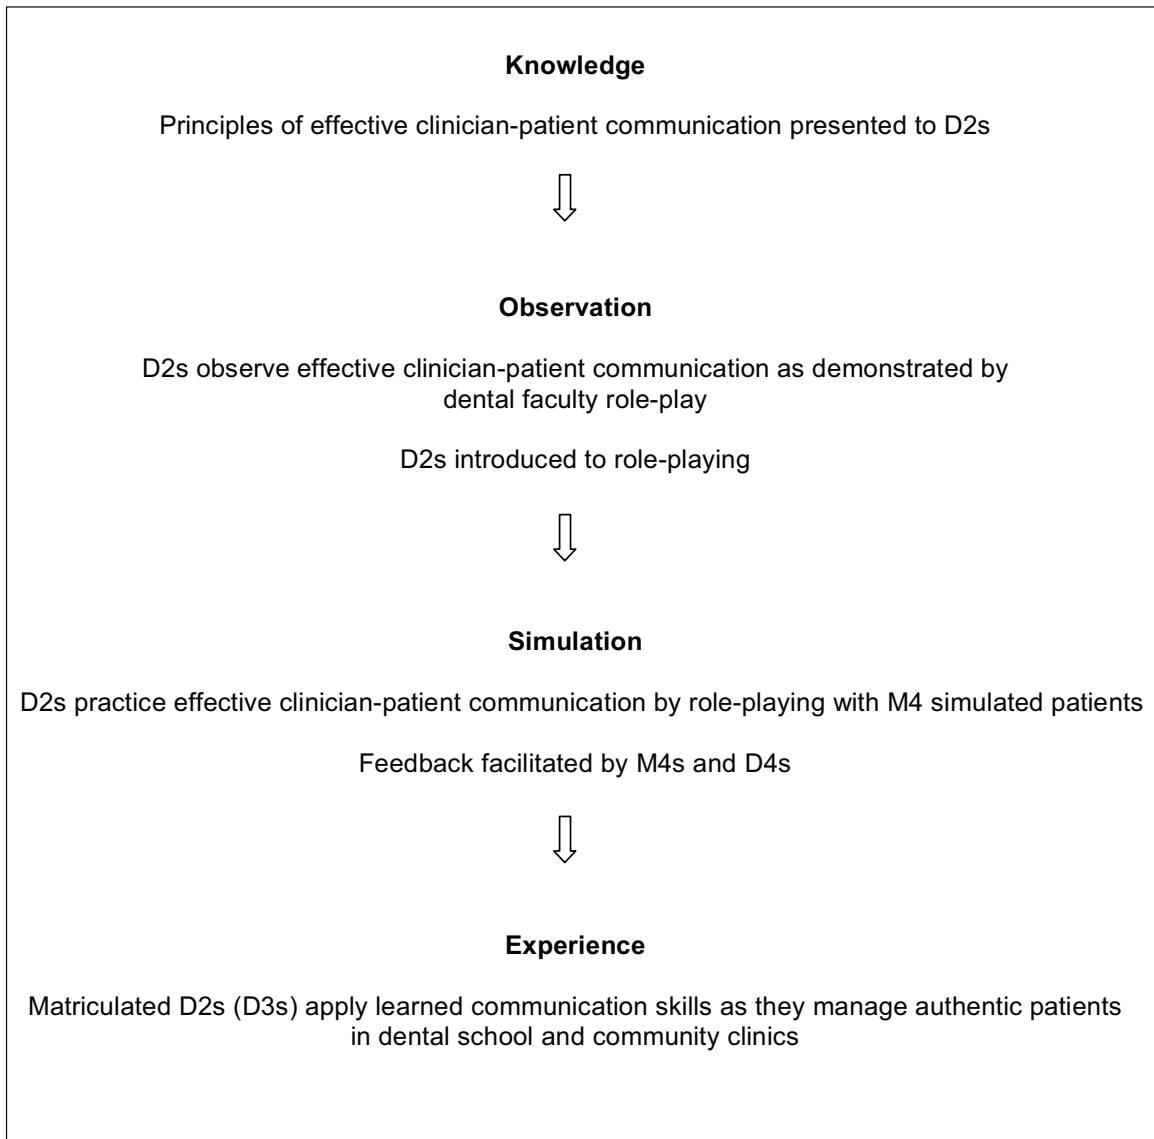 Knowledge
Principles of effective clinician-patient communication presented to D2s
Observation
D2s observe effective clinician-patient communication as demonstrated by
dental faculty role-play
D2s introduced to role-playing
Simulation
D2s practice effective clinician-patient communication by role-playing with M4 simulated patients
Feedback facilitated by M4s and D4s
Experience
Matriculated D2s (D3s) apply learned communication skills as they manage authentic patients
in dental school and community clinics